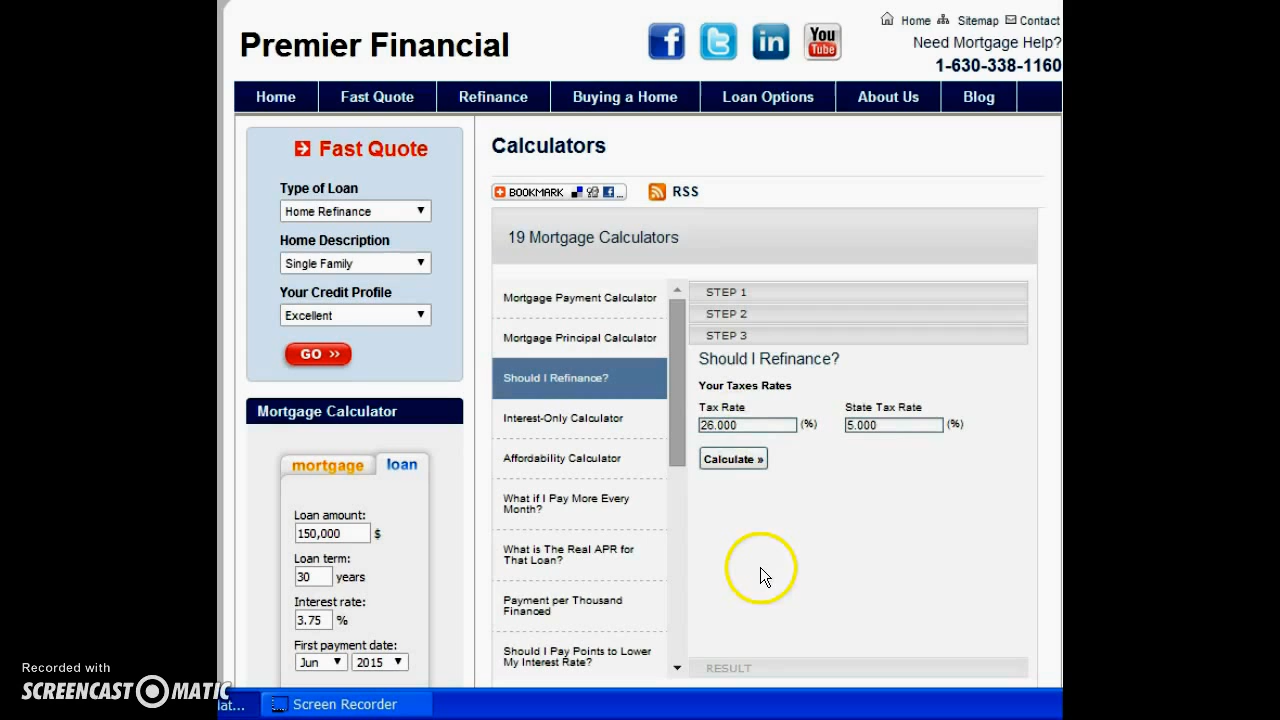 Home Sitemap Contact
Premier Financial
You
Tube
Need Mortgage Help?
1-630-338-1160
Home Fast Quote Refinance Buying a Home Loan Options About Us Blog
Fast Quote
Type of Loan
Home Refinance
Home Description
Single Family
Your Credit Profile
Excellent
GO »
Mortgage Calculator
mortgage loan
Loan amount:
150,000 $
Loan term:
30 years
Interest rate:
3.75 %
First payment date:
Jun 2015
Calculators
BOOKMARK ... RSS
19 Mortgage Calculators
Mortgage Payment Calculator
Mortgage Principal Calculator
Should I Refinance?
Interest-Only Calculator
Affordability Calculator
What if I Pay More Every
Month?
What is The Real APR for
That Loan?
Payment per Thousand
Financed
Should I Pay Points to Lower
My Interest Rate?
STEP 1
STEP 2
STEP 3
Should I Refinance?
Your Taxes Rates
Tax Rate State Tax Rate
26.000 (%) 5.000 (%)
Calculate »
RESULT
Recorded with
SCREENCAST-O-MATIC
lat... Screen Recorder